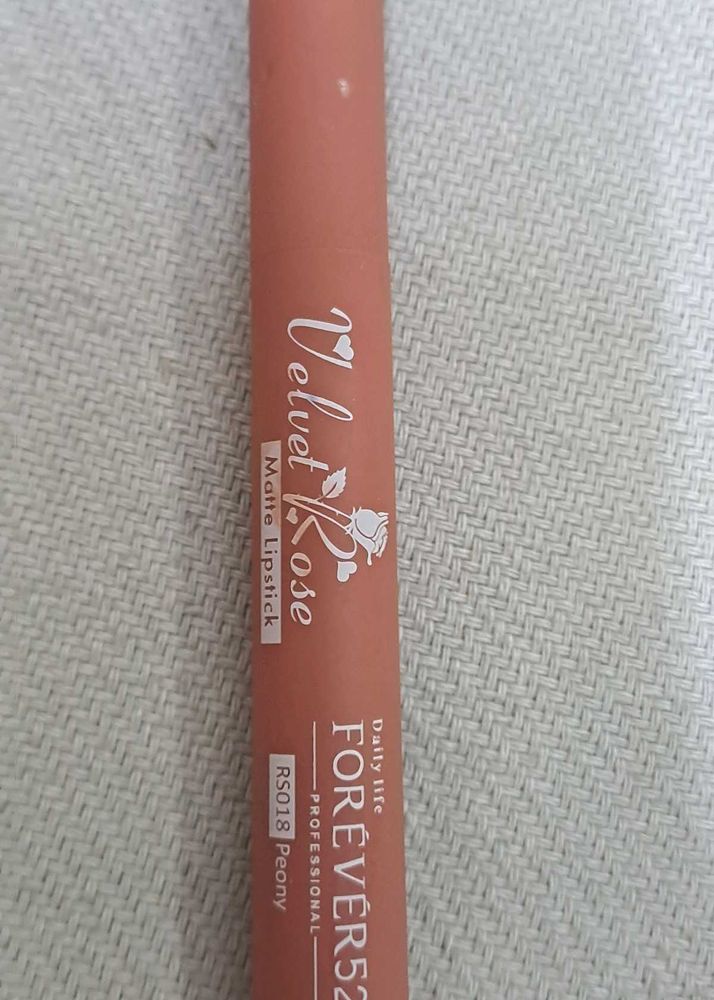 Velvet Rose
Matte Lipstick
Daily life
FORÉVÉR52
PROFESSIONAL
RS018 Peony